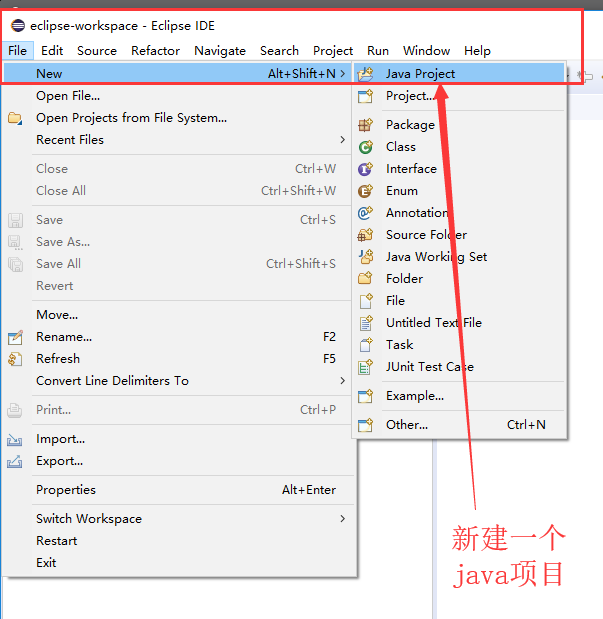 eclipse-workspace - Eclipse IDE
File Edit Source Refactor Navigate Search Project Run Window Help
New Alt+Shift+N
Open File...
Open Projects from File System...
Recent Files
Close Ctrl+W
Close All Ctrl+Shift+W
Save Ctrl+S
Save As...
Save All Ctrl+Shift+S
Revert
Move...
Rename... F2
Refresh F5
Convert Line Delimiters To
Print... Ctrl+P
Import...
Export...
Properties Alt+Enter
Switch Workspace
Restart
Exit
Java Project
Project...
Package
Class
Interface
Enum
Annotation
Source Folder
Java Working Set
Folder
File
Untitled Text File
Task
JUnit Test Case
Example...
Other... Ctrl+N
新建一个
java项目